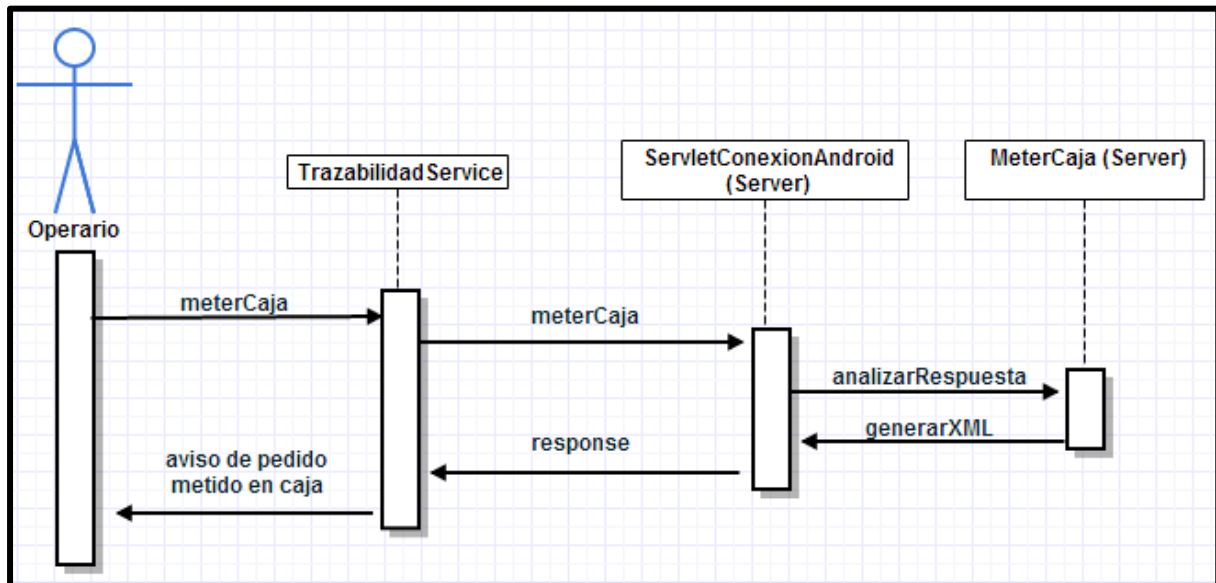 Operario
TrazabilidadService
ServletConexionAndroid
(Server)
MeterCaja (Server)
meterCaja
meterCaja
analizarRespuesta
generarXML
response
aviso de pedido
metido en caja